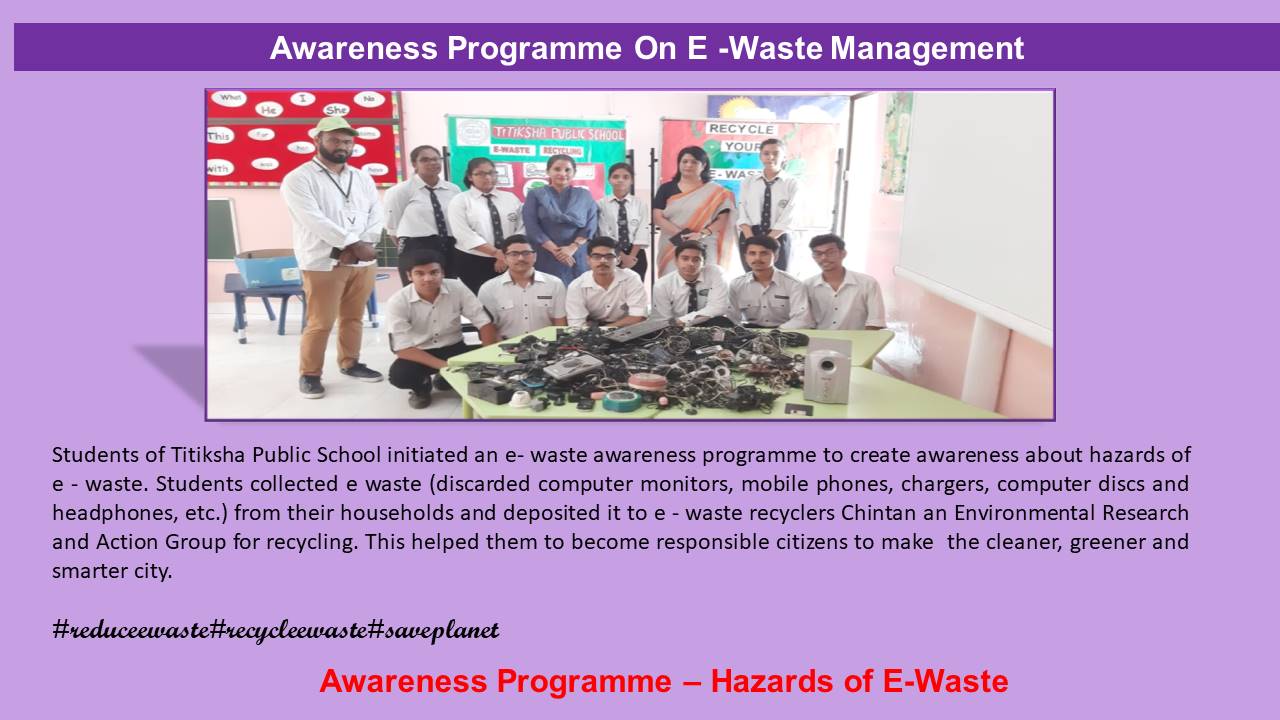 Awareness Programme On E -Waste Management
What
I
No
He
She
This
For
has
with
was
TITIKSHA PUBLIC SCHOOL
E-WASTE RECYCLING
RECYCLE
YOUR
E-WAS
Students of Titiksha Public School initiated an e- waste awareness programme to create awareness about hazards of
e - waste. Students collected e waste (discarded computer monitors, mobile phones, chargers, computer discs and
headphones, etc.) from their households and deposited it to e - waste recyclers Chintan an Environmental Research
and Action Group for recycling. This helped them to become responsible citizens to make  the cleaner, greener and
smarter city.
#reduceewaste#recycleewaste#saveplanet
Awareness Programme – Hazards of E-Waste